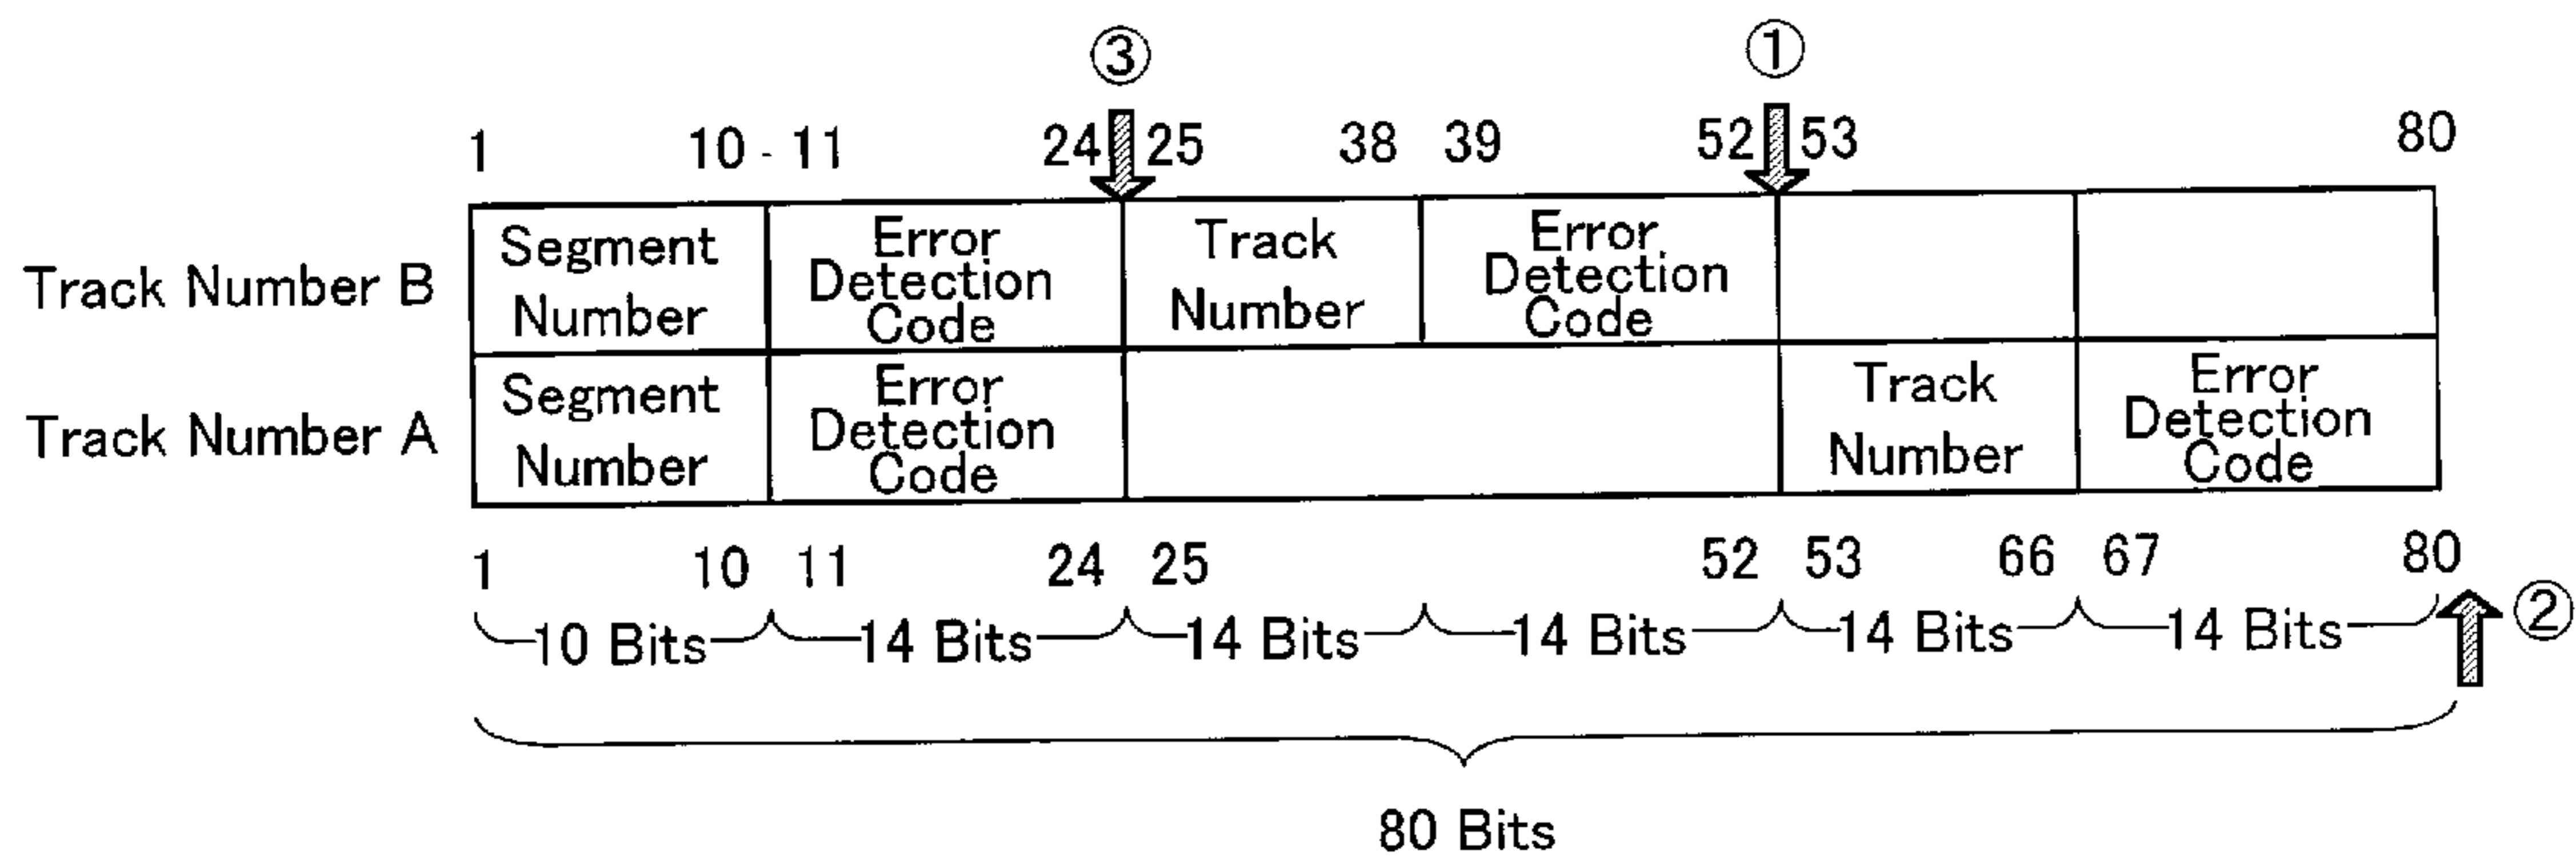 ③ ①
1 10 - 11 24 25 38 39 52 53 80
Track Number B
Segment
Number
Error
Detection
Code
Track
Number
Error
Detection
Code
Track Number A
Segment
Number
Error
Detection
Code
Track
Number
Error
Detection
Code
1 10 11 24 25 52 53 66 67 80
②
10 Bits 14 Bits 14 Bits 14 Bits 14 Bits 14 Bits
80 Bits